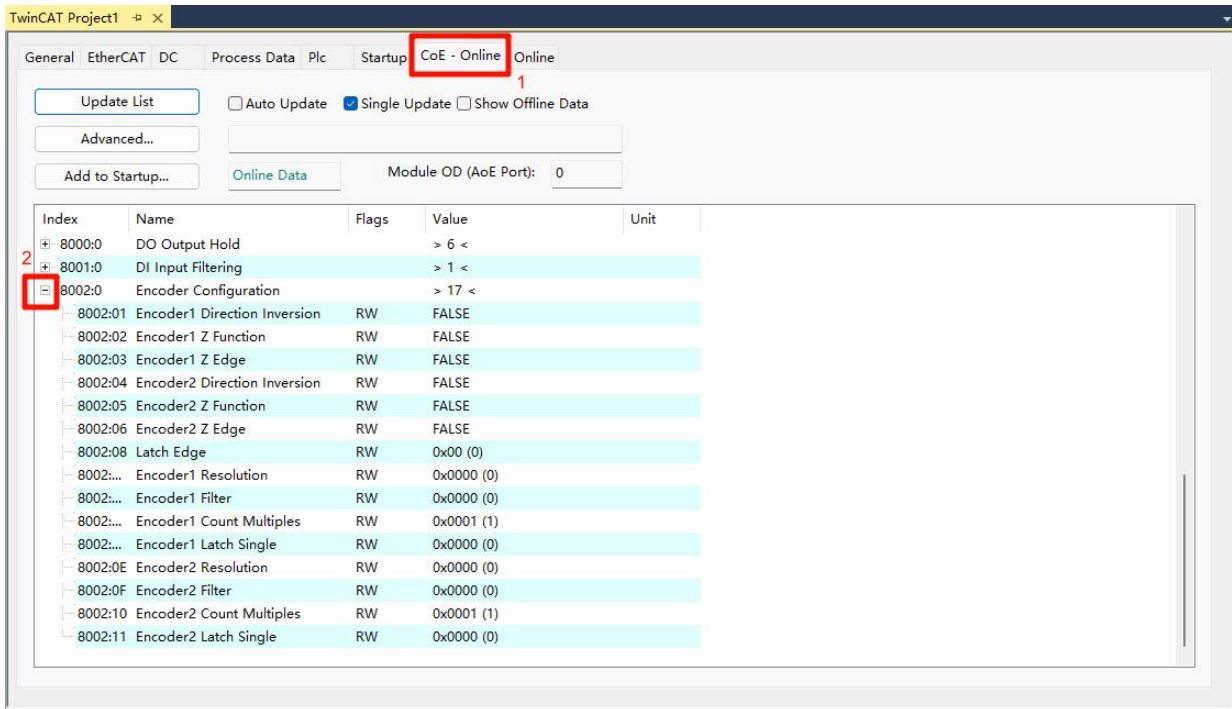 TwinCAT Project1
General EtherCAT DC Process Data Plc Startup CoE - Online Online
1
Update List Auto Update Single Update Show Offline Data
Advanced...
Add to Startup... Online Data Module OD (AoE Port): 0
Index Name Flags Value Unit
8000:0 DO Output Hold > 6 <
2
8001:0 DI Input Filtering > 1 <
8002:0 Encoder Configuration > 17 <
8002:01 Encoder1 Direction Inversion RW FALSE
8002:02 Encoder1 Z Function RW FALSE
8002:03 Encoder1 Z Edge RW FALSE
8002:04 Encoder2 Direction Inversion RW FALSE
8002:05 Encoder2 Z Function RW FALSE
8002:06 Encoder2 Z Edge RW FALSE
8002:08 Latch Edge RW 0x00 (0)
8002:... Encoder1 Resolution RW 0x0000 (0)
8002:... Encoder1 Filter RW 0x0000 (0)
8002:... Encoder1 Count Multiples RW 0x0001 (1)
8002:... Encoder1 Latch Single RW 0x0000 (0)
8002:0E Encoder2 Resolution RW 0x0000 (0)
8002:0F Encoder2 Filter RW 0x0000 (0)
8002:10 Encoder2 Count Multiples RW 0x0001 (1)
8002:11 Encoder2 Latch Single RW 0x0000 (0)